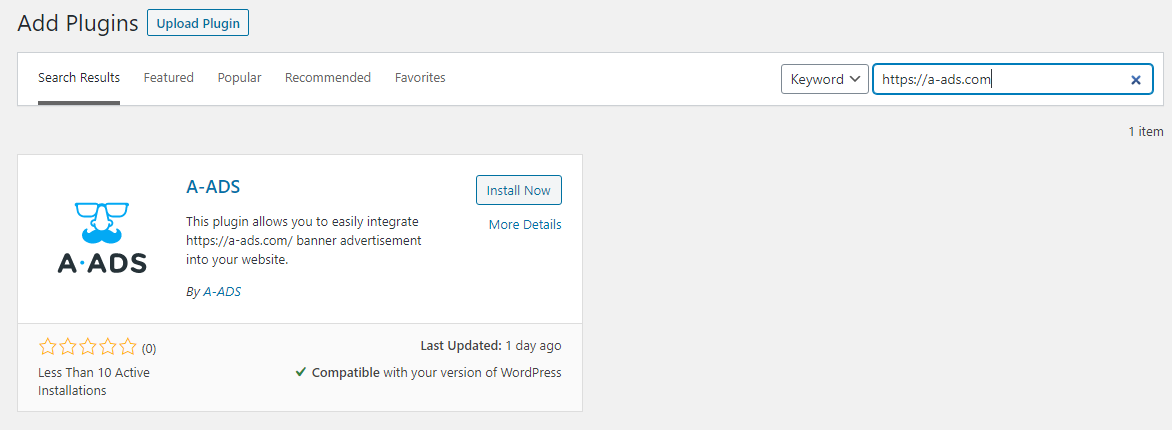 Add Plugins Upload Plugin
Search Results Featured Popular Recommended Favorites Keyword https://a-ads.com
1 item
A-ADS
Install Now
More Details
This plugin allows you to easily integrate
https://a-ads.com/ banner advertisement
into your website.
By A-ADS
A·ADS
(0)
Less Than 10 Active
Installations
Last Updated: 1 day ago
Compatible with your version of WordPress